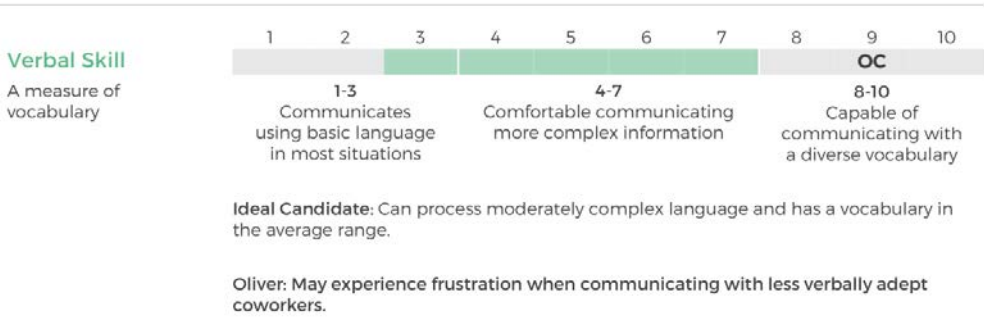 1 2 3 4 5 6 7 8 9 10
Verbal Skill
OC
A measure of
vocabulary
1-3
Communicates
using basic language
in most situations
4-7
Comfortable communicating
more complex information
8-10
Capable of
communicating with
a diverse vocabulary
Ideal Candidate: Can process moderately complex language and has a vocabulary in
the average range.
Oliver: May experience frustration when communicating with less verbally adept
coworkers.